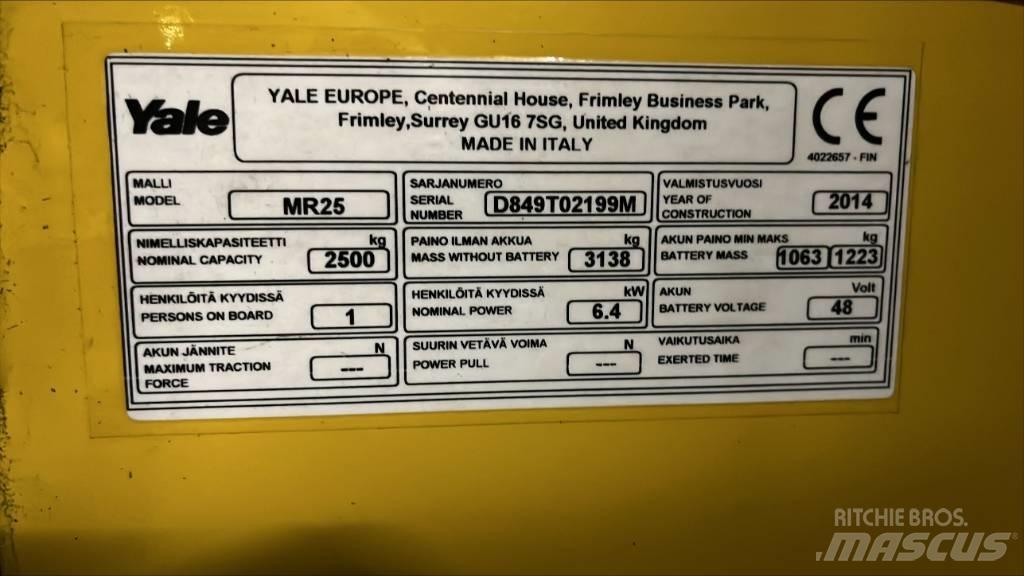 Yale
YALE EUROPE, Centennial House, Frimley Business Park,
Frimley,Surrey GU16 7SG, United Kingdom
MADE IN ITALY
CE
4022657 - FIN
MALLI
MODEL
MR25
SARJANUMERO
SERIAL
NUMBER
D849T02199M
VALMISTUSVUOSI
YEAR OF
CONSTRUCTION
2014
NIMELLISKAPASITEETTI kg
NOMINAL CAPACITY 2500
PAINO ILMAN AKKUA kg
MASS WITHOUT BATTERY 3138
AKUN PAINO MIN MAKS kg
BATTERY MASS 1063 1223
HENKILÖITÄ KYYDISSÄ
PERSONS ON BOARD 1
HENKILÖITÄ KYYDISSÄ kW
NOMINAL POWER 6.4
AKUN Volt
BATTERY VOLTAGE 48
AKUN JÄNNITE N
MAXIMUM TRACTION
FORCE
---
SUURIN VETÄVÄ VOIMA N
POWER PULL ---
VAIKUTUSAIKA min
EXERTED TIME ---
RITCHIE BROS.
MASCUS